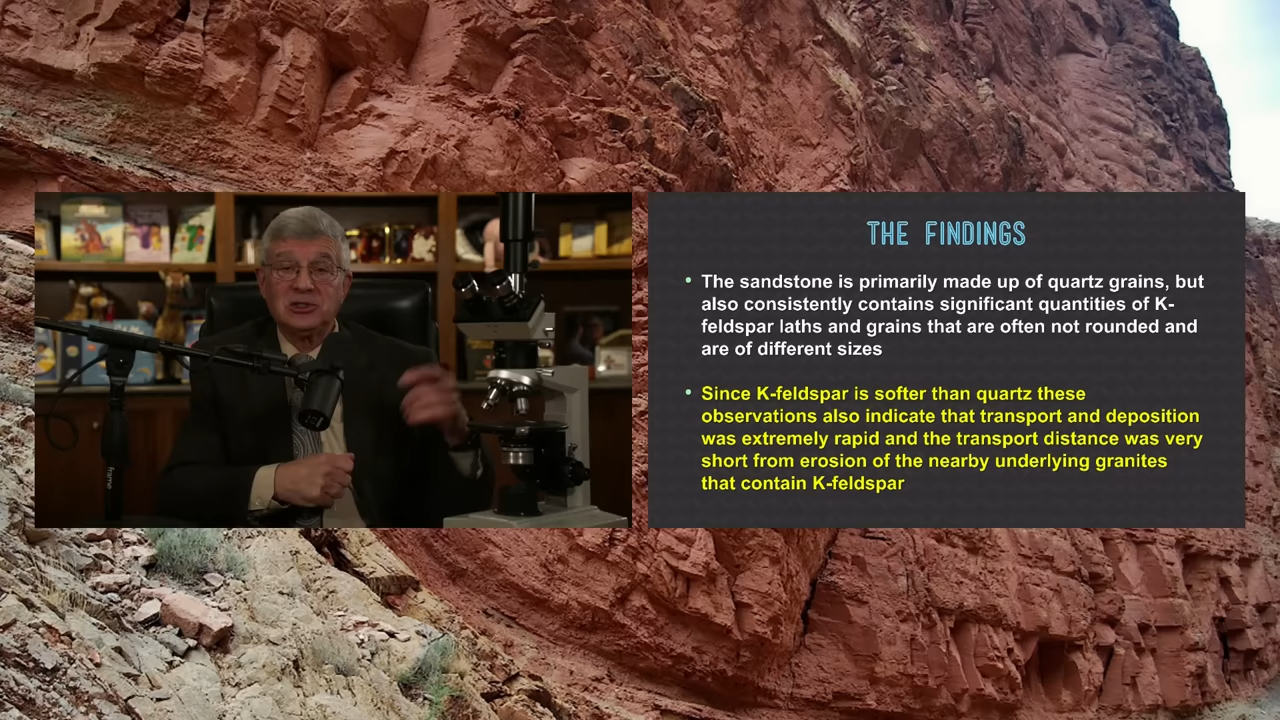 THE FINDINGS
• The sandstone is primarily made up of quartz grains, but
also consistently contains significant quantities of K-
feldspar laths and grains that are often not rounded and
are of different sizes
• Since K-feldspar is softer than quartz these
observations also indicate that transport and deposition
was extremely rapid and the transport distance was very
short from erosion of the nearby underlying granites
that contain K-feldspar